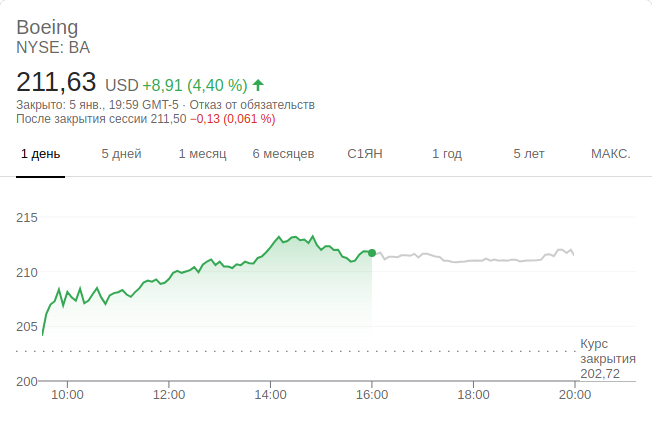 Boeing
NYSE: BA
211,63 USD +8,91 (4,40 %)
Закрыто: 5 янв., 19:59 GMT-5 · Отказ от обязательств
После закрытия сессии 211,50 −0,13 (0,061 %)
1 день 5 дней 1 месяц 6 месяцев С1ЯН 1 год 5 лет МАКС.
215
210
205
Курс
закрытия
202,72
200
10:00 12:00 14:00 16:00 18:00 20:00